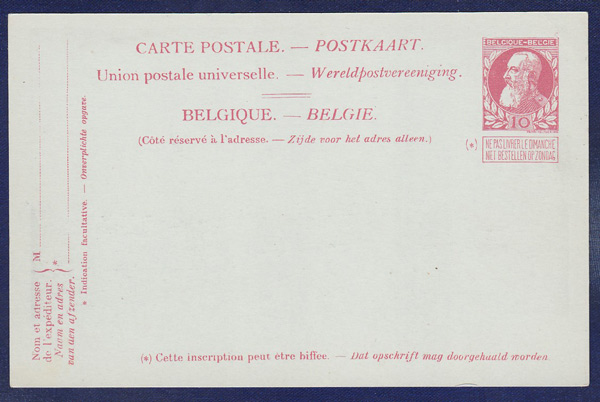 CARTE POSTALE. — POSTKAART.
Union postale universelle. — Wereldpostvereeniging.
BELGIQUE. — BELGIE.
(Côté réservé à l'adresse. — Zijde voor het adres alleen.)
BELGIQUE-BELGIE
10
(*) NE PAS LIVRER LE DIMANCHE
NIET BESTELLEN OP ZONDAG
Nom et adresse
de l'expéditeur.
Naam en adres
van den afzender.
M
*
* Indication facultative. — Onverplichte opgave.
(*) Cette inscription peut être biffée. — Dat opschrift mag doorgehaald worden